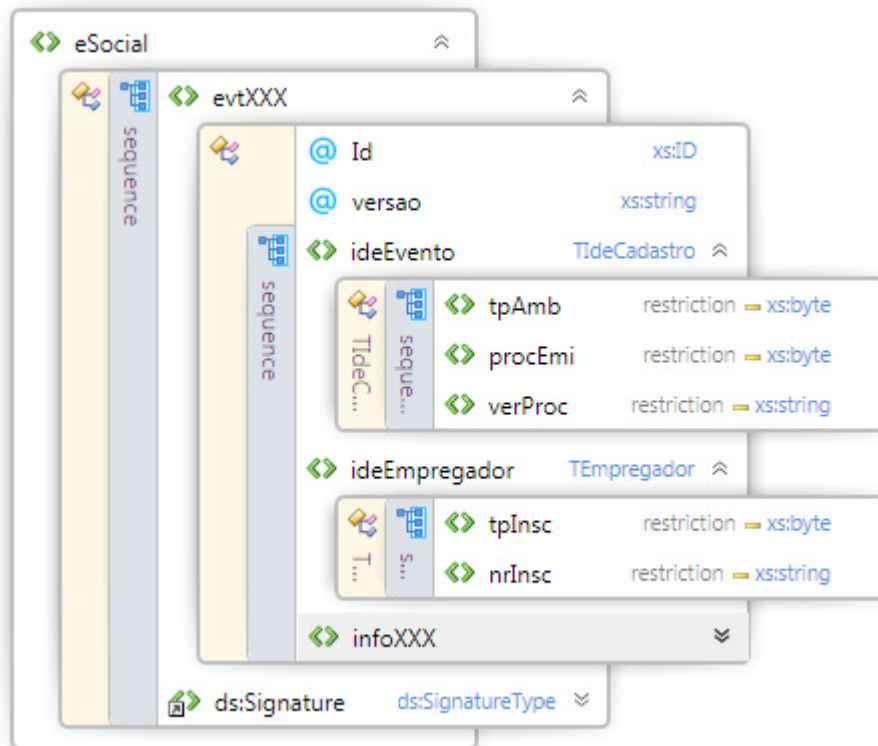 eSocial
sequence
evtXXX
sequence
Id xs:ID
versao xs:string
ideEvento TIdeCadastro
TIdeC...
seque...
tpAmb restriction xs:byte
procEmi restriction xs:byte
verProc restriction xs:string
ideEmpregador TEmpregador
T...
s...
tpInsc restriction xs:byte
nrInsc restriction xs:string
infoXXX
ds:Signature ds:SignatureType